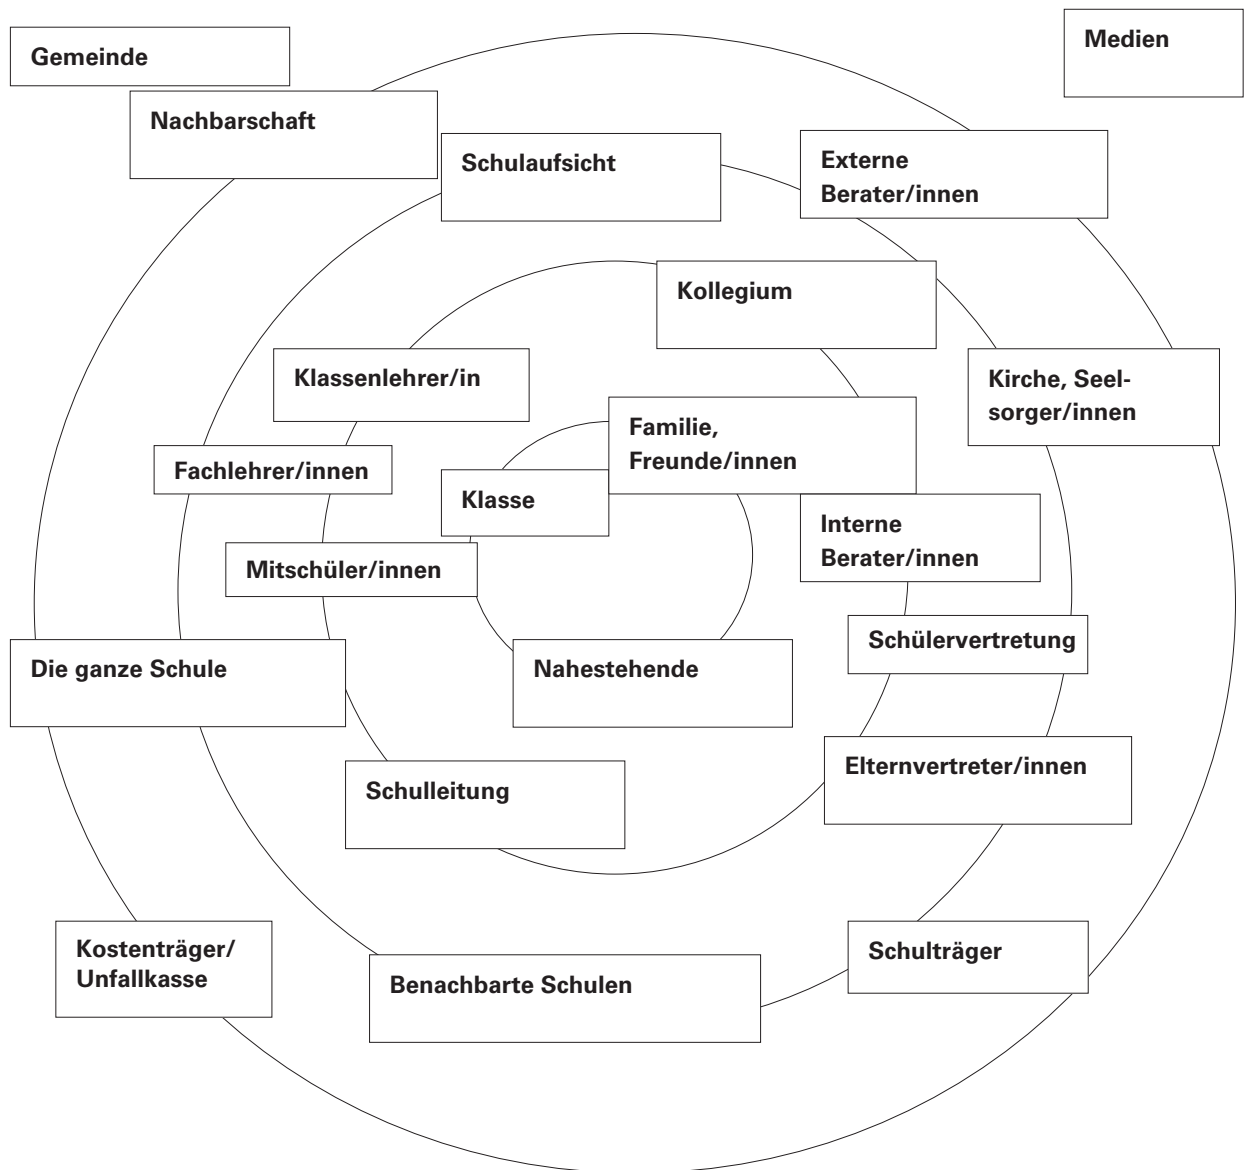 Gemeinde
Medien
Nachbarschaft
Schulaufsicht
Externe
Berater/innen
Kollegium
Klassenlehrer/in
Kirche, Seel-
sorger/innen
Familie,
Freunde/innen
Fachlehrer/innen
Klasse
Interne
Berater/innen
Mitschüler/innen
Schülervertretung
Die ganze Schule
Nahestehende
Elternvertreter/innen
Schulleitung
Kostenträger/
Unfallkasse
Schulträger
Benachbarte Schulen